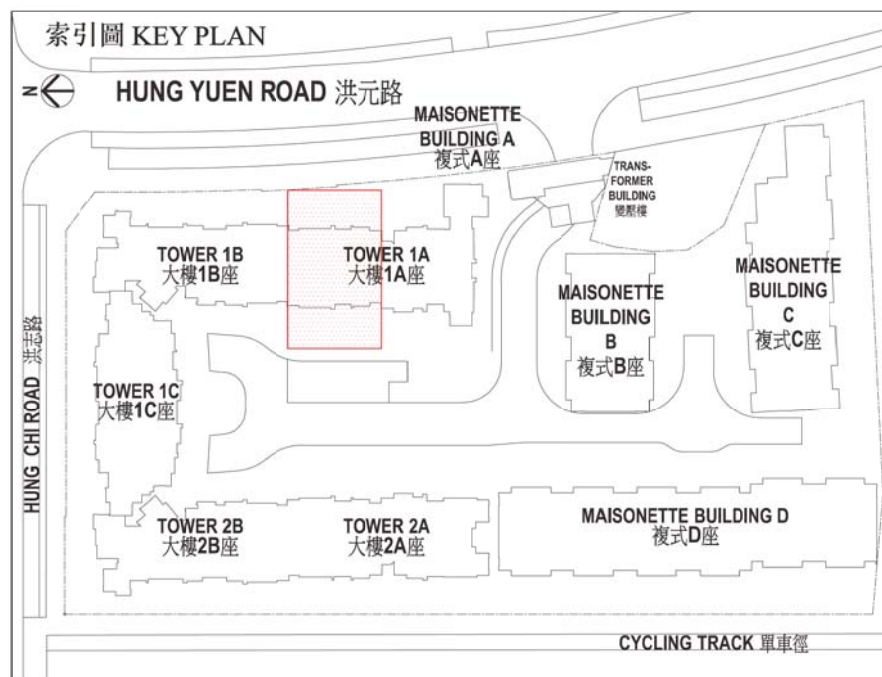 索引圖 KEY PLAN
N
HUNG YUEN ROAD 洪元路
MAISONETTE
BUILDING A
複式A座
TRANS-
FORMER
BUILDING
變壓樓
TOWER 1B
大樓1B座
TOWER 1A
大樓1A座
MAISONETTE
BUILDING
B
複式B座
MAISONETTE
BUILDING
C
複式C座
HUNG CHI ROAD 洪志路
TOWER 1C
大樓1C座
TOWER 2B
大樓2B座
TOWER 2A
大樓2A座
MAISONETTE BUILDING D
複式D座
CYCLING TRACK 單車徑